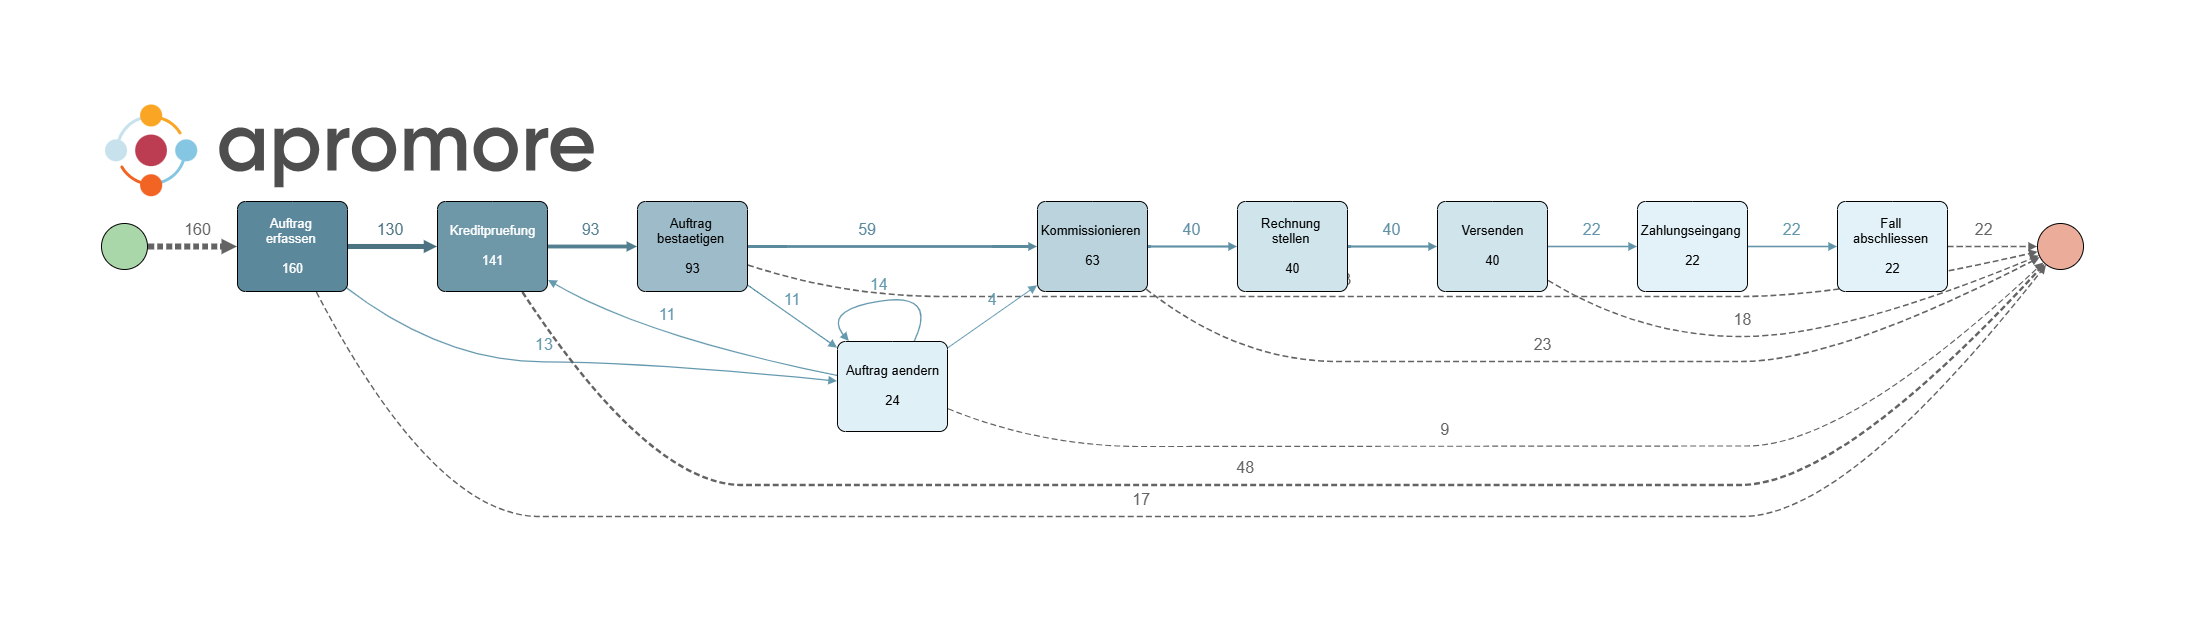 apromore
160
Auftrag
erfassen
160
130
Kreditpruefung
141
93
Auftrag
bestaetigen
93
59
Kommissionieren
63
40
Rechnung
stellen
40
40
Versenden
40
22
Zahlungseingang
22
22
Fall
abschliessen
22
22
14
11
4
11
13
18
23
Auftrag aendern
24
9
48
17